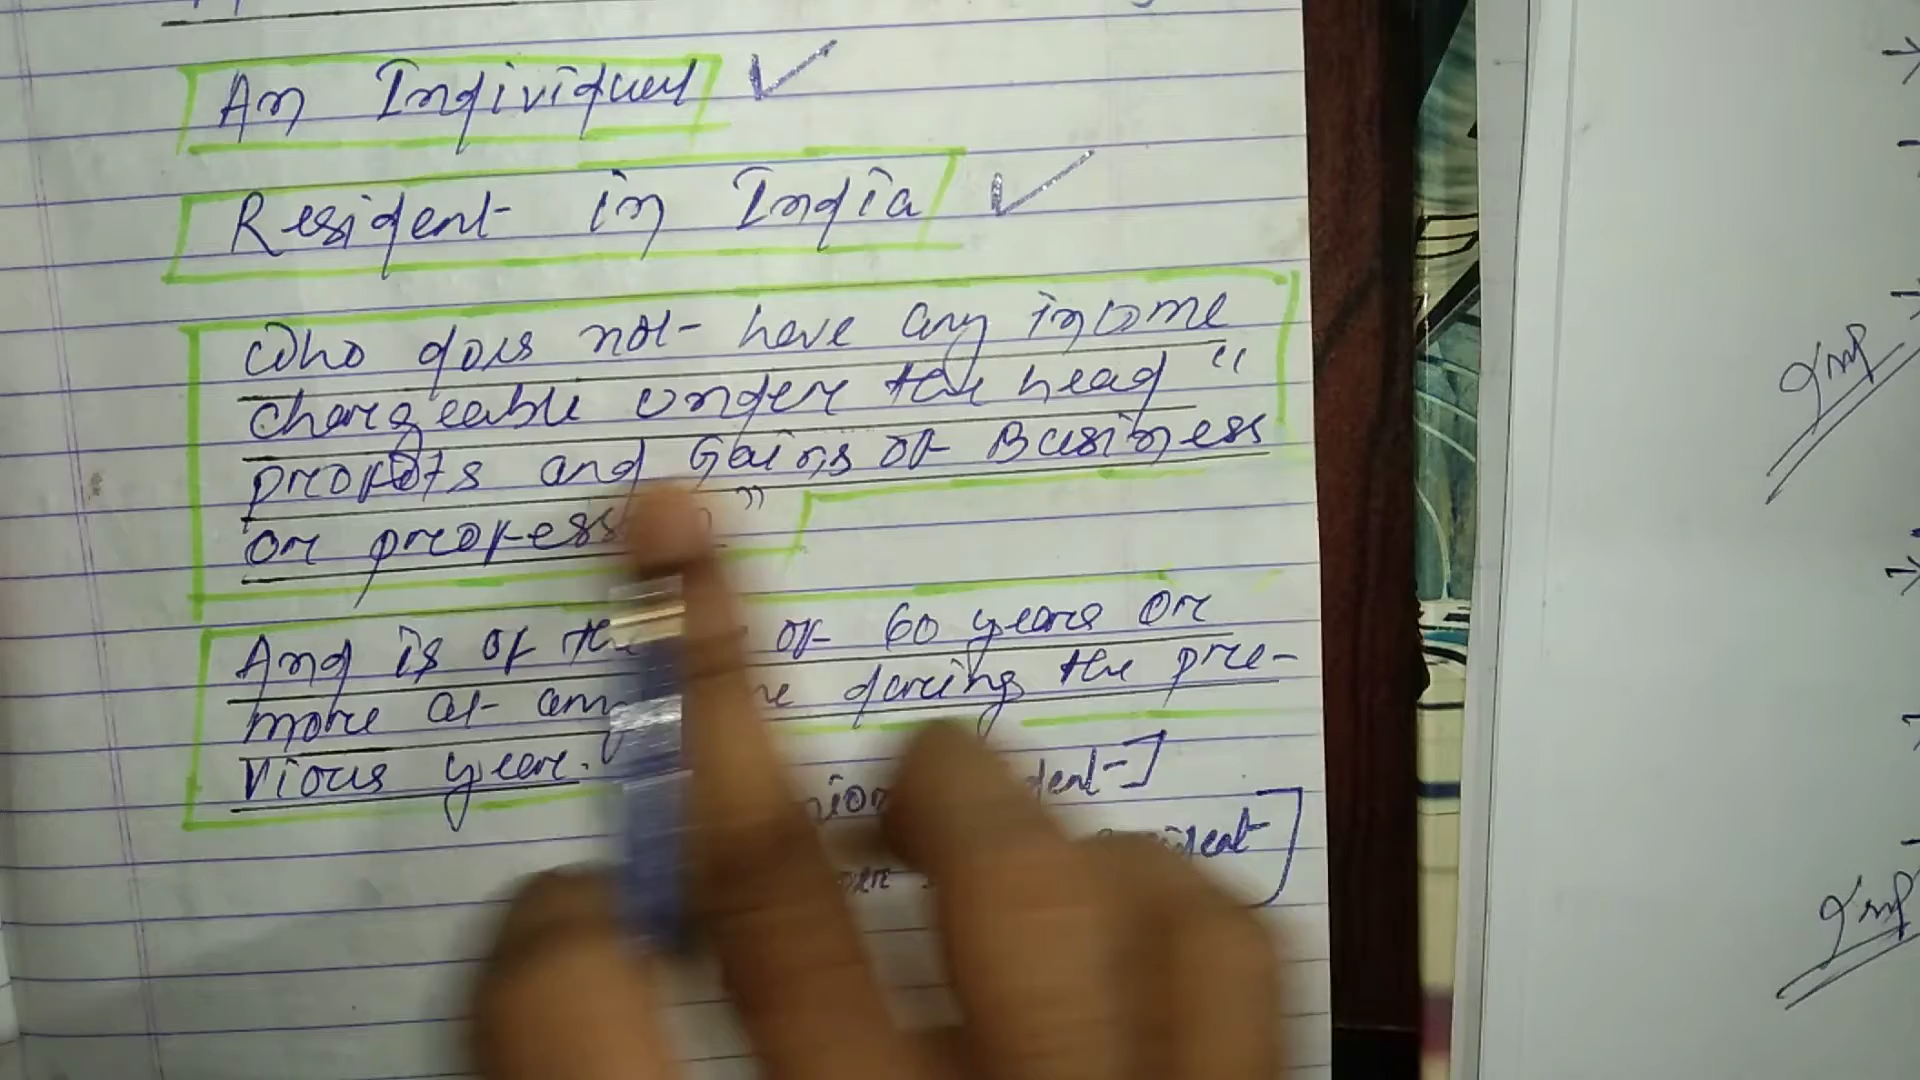 An Individual
Resident in India
Who does not have any income
chargeable under the head "
profits and Gains of Business
or profess "
And is of the of 60 years or
more at any during the pre-
vious year.
Imp
Imp